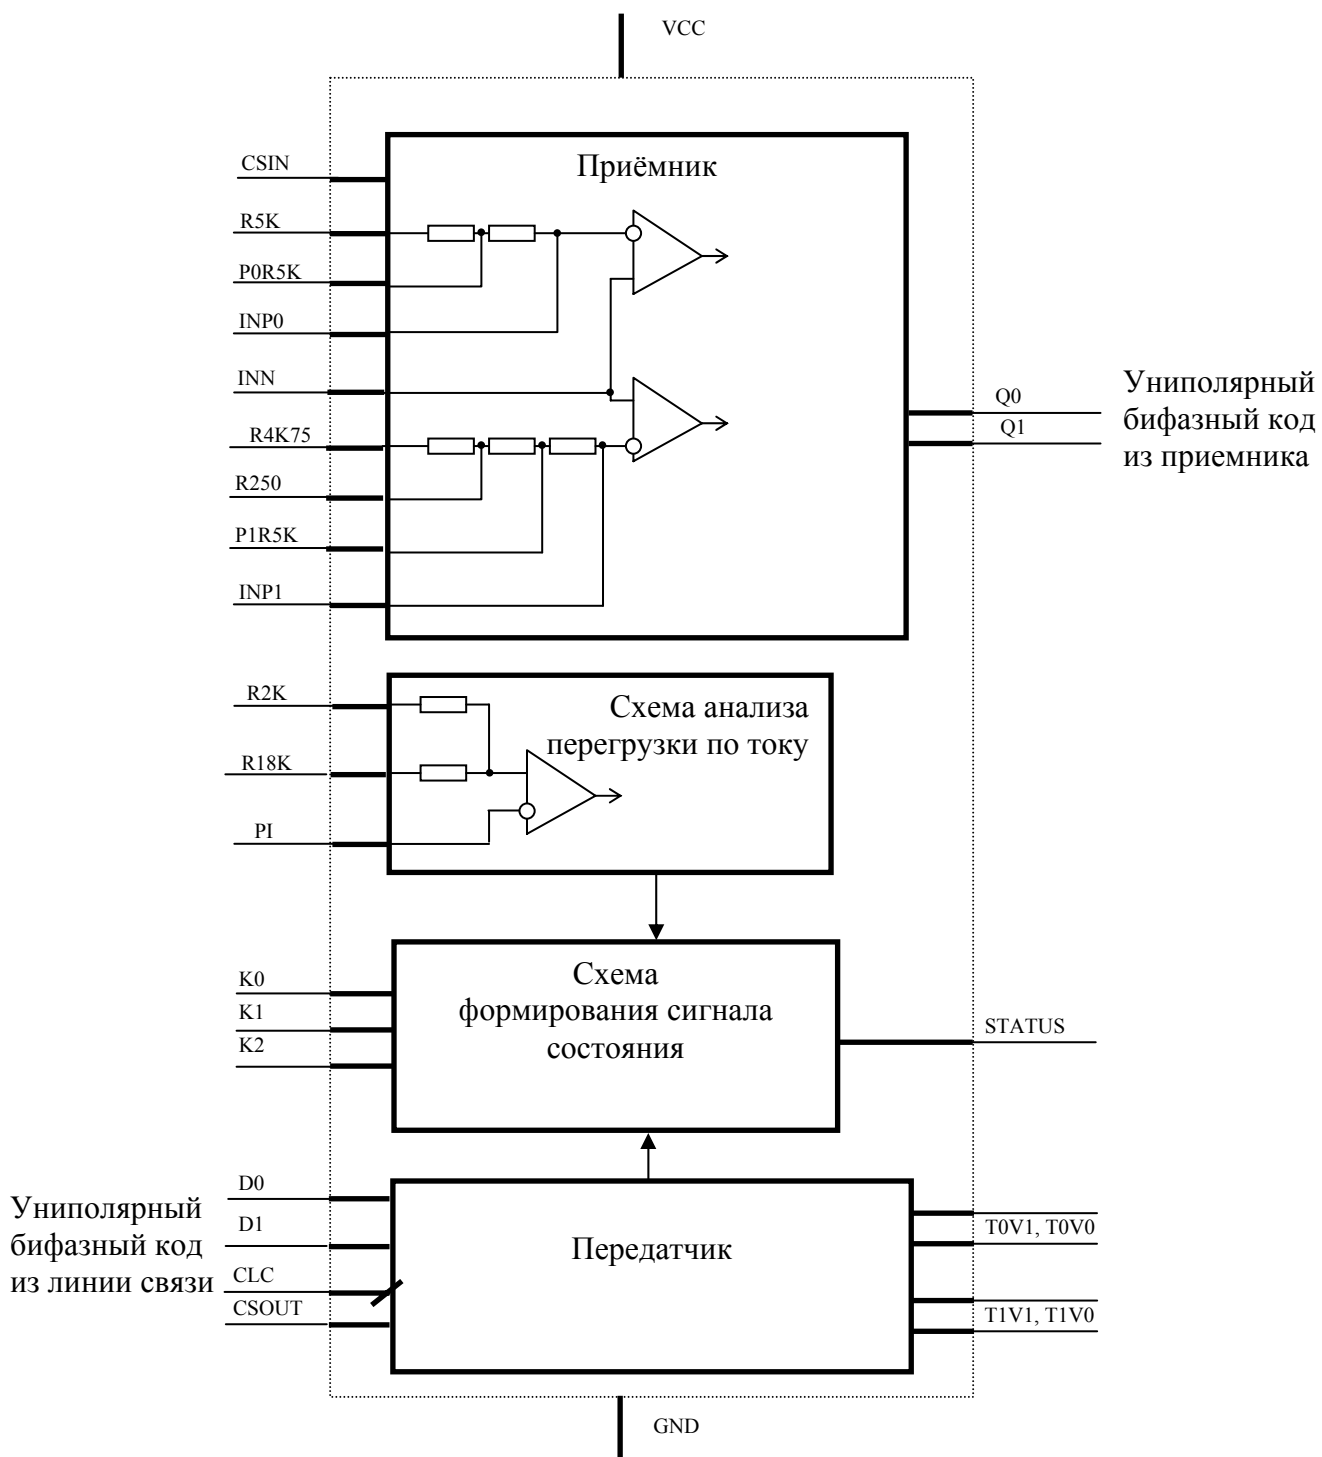 VCC
Приёмник
CSIN
R5K
P0R5K
INP0
INN
R4K75
R250
P1R5K
INP1
Q0
Q1
Униполярный
бифазный код
из приемника
R2K
R18K
PI
Схема анализа
перегрузки по току
K0
K1
K2
Схема
формирования сигнала
состояния
STATUS
Униполярный
бифазный код
из линии связи
D0
D1
CLC
CSOUT
Передатчик
T0V1, T0V0
T1V1, T1V0
GND